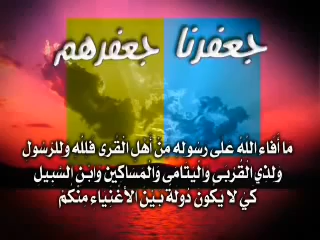 جعفرنا جعفرهم
ما أفاء الله على رسوله من أهل القرى فلله وللرسول
ولذي القربى واليتامى والمساكين وابن السبيل
كي لا يكون دولة بين الأغنياء منكم